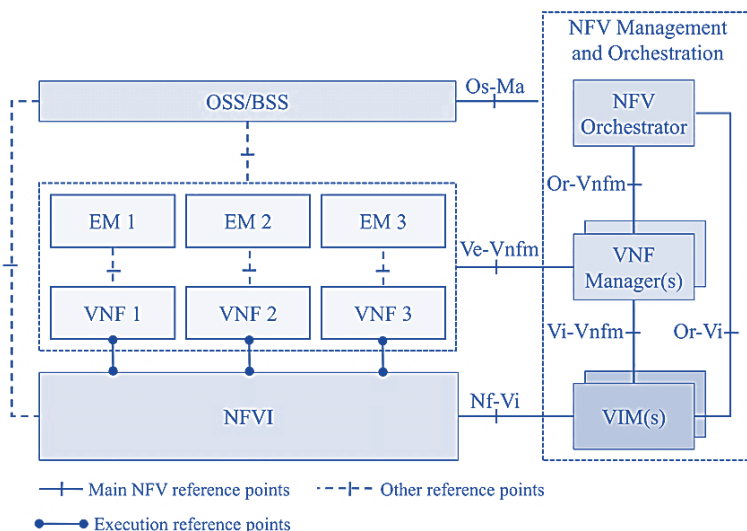 NFV Management
and Orchestration
OSS/BSS
Os-Ma
NFV
Orchestrator
Or-Vnfm
EM 1
EM 2
EM 3
Ve-Vnfm
VNF
Manager(s)
VNF 1
VNF 2
VNF 3
Vi-Vnfm
Or-Vi
NFVI
Nf-Vi
VIM(s)
Main NFV reference points
Other reference points
Execution reference points